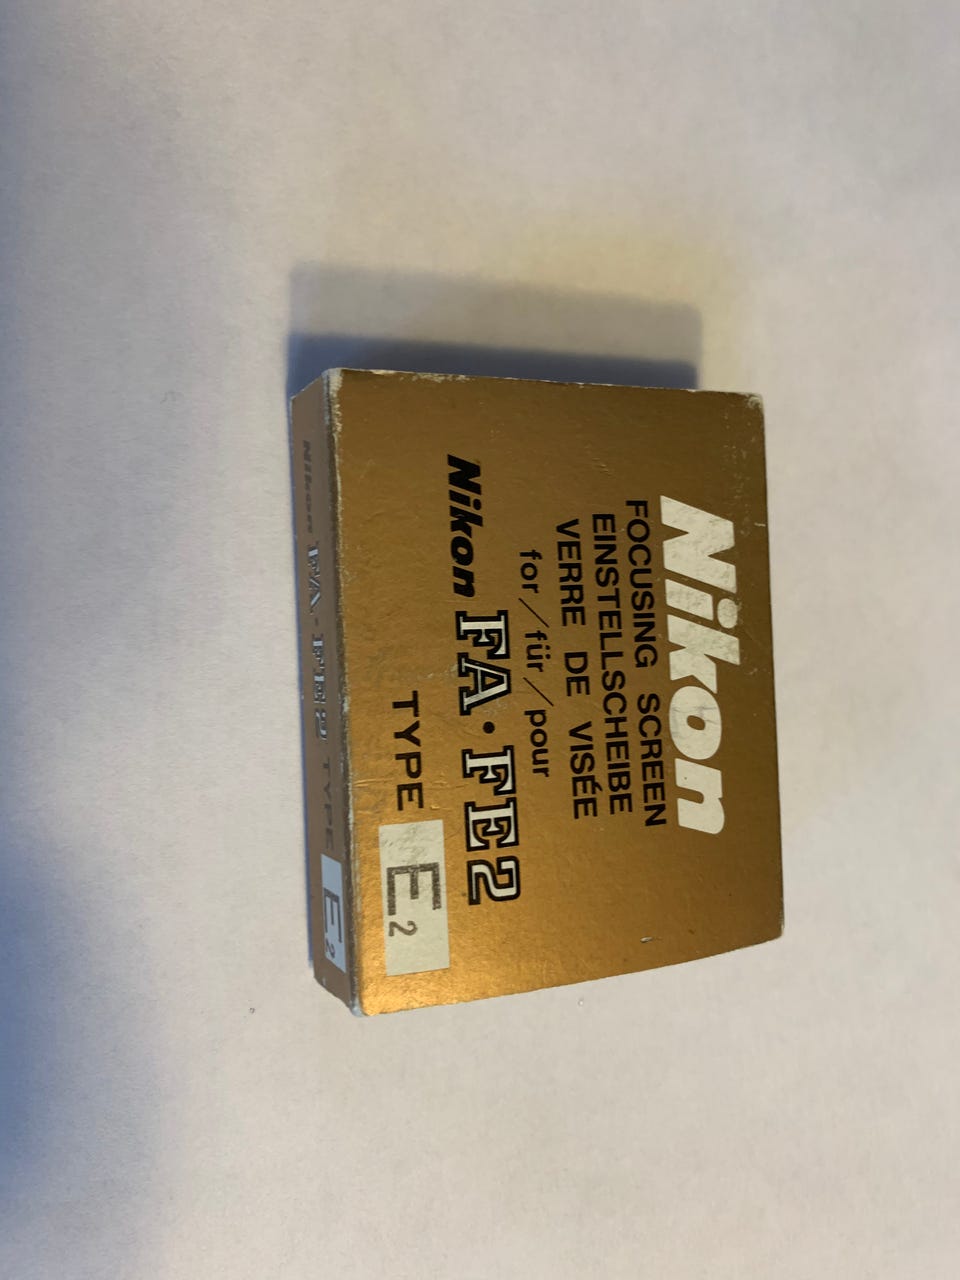 Nikon
FOCUSING SCREEN
EINSTELLSCHEIBE
VERRE DE VISÉE
for/für/pour
Nikon FA·FE2
TYPE E2
Nikon FA·FE2 TYPE E2